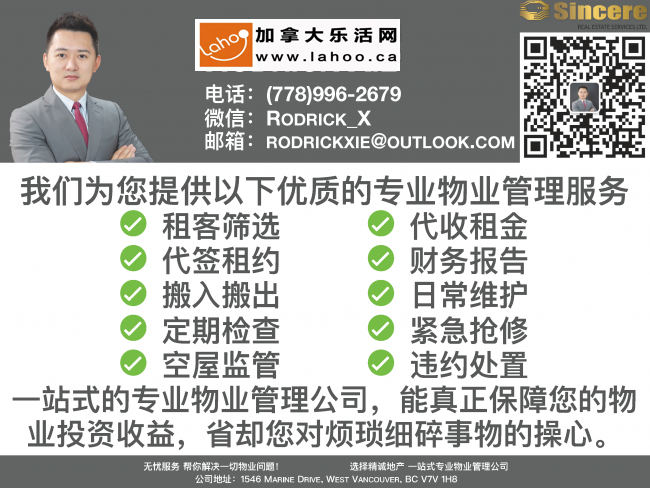 Lahoo 加拿大乐活网
www.lahoo.ca
Sincere
REAL ESTATE SERVICES LTD.
电话：(778)996-2679
微信：RODRICK_X
邮箱：RODRICKXIE@OUTLOOK.COM
我们为您提供以下优质的专业物业管理服务
租客筛选 代收租金
代签租约 财务报告
搬入搬出 日常维护
定期检查 紧急抢修
空屋监管 违约处置
一站式的专业物业管理公司，能真正保障您的物
业投资收益，省却您对烦琐细碎事物的操心。
无忧服务 帮你解决一切物业问题！ 选择精诚地产 一站式专业物业管理公司
公司地址：1546 MARINE DRIVE, WEST VANCOUVER, BC V7V 1H8